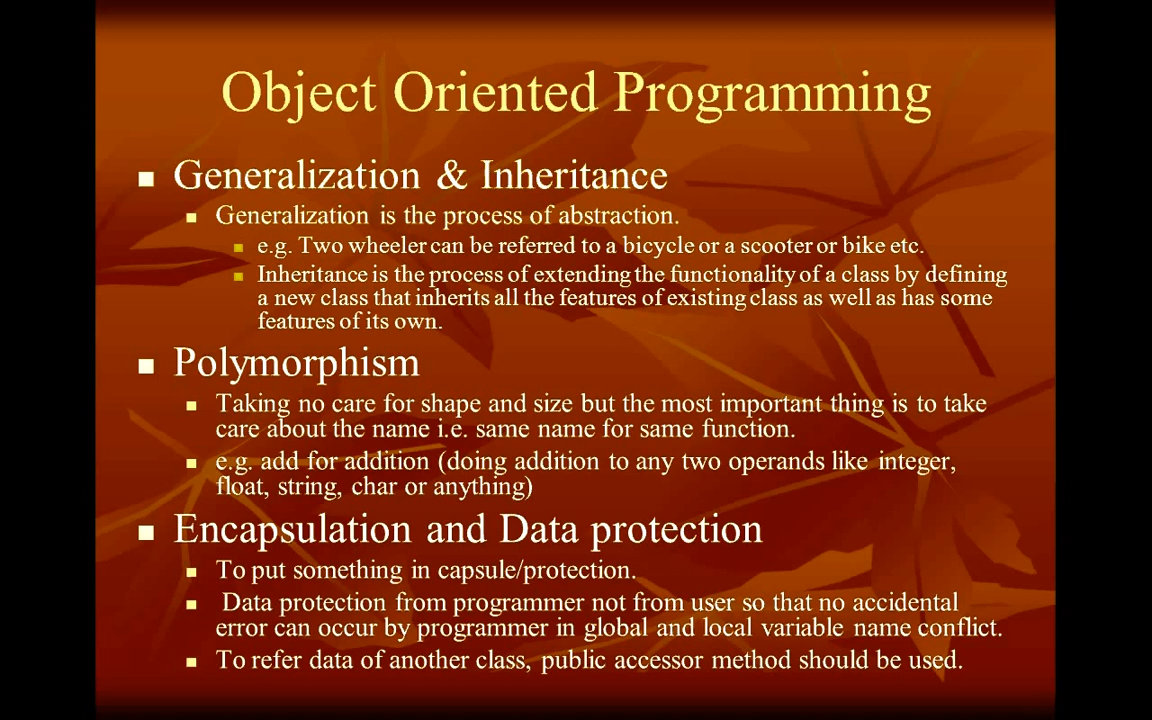 Object Oriented Programming
Generalization & Inheritance
Generalization is the process of abstraction.
e.g. Two wheeler can be referred to a bicycle or a scooter or bike etc.
Inheritance is the process of extending the functionality of a class by defining
a new class that inherits all the features of existing class as well as has some
features of its own.
Polymorphism
Taking no care for shape and size but the most important thing is to take
care about the name i.e. same name for same function.
e.g. add for addition (doing addition to any two operands like integer,
float, string, char or anything)
Encapsulation and Data protection
To put something in capsule/protection.
Data protection from programmer not from user so that no accidental
error can occur by programmer in global and local variable name conflict.
To refer data of another class, public accessor method should be used.